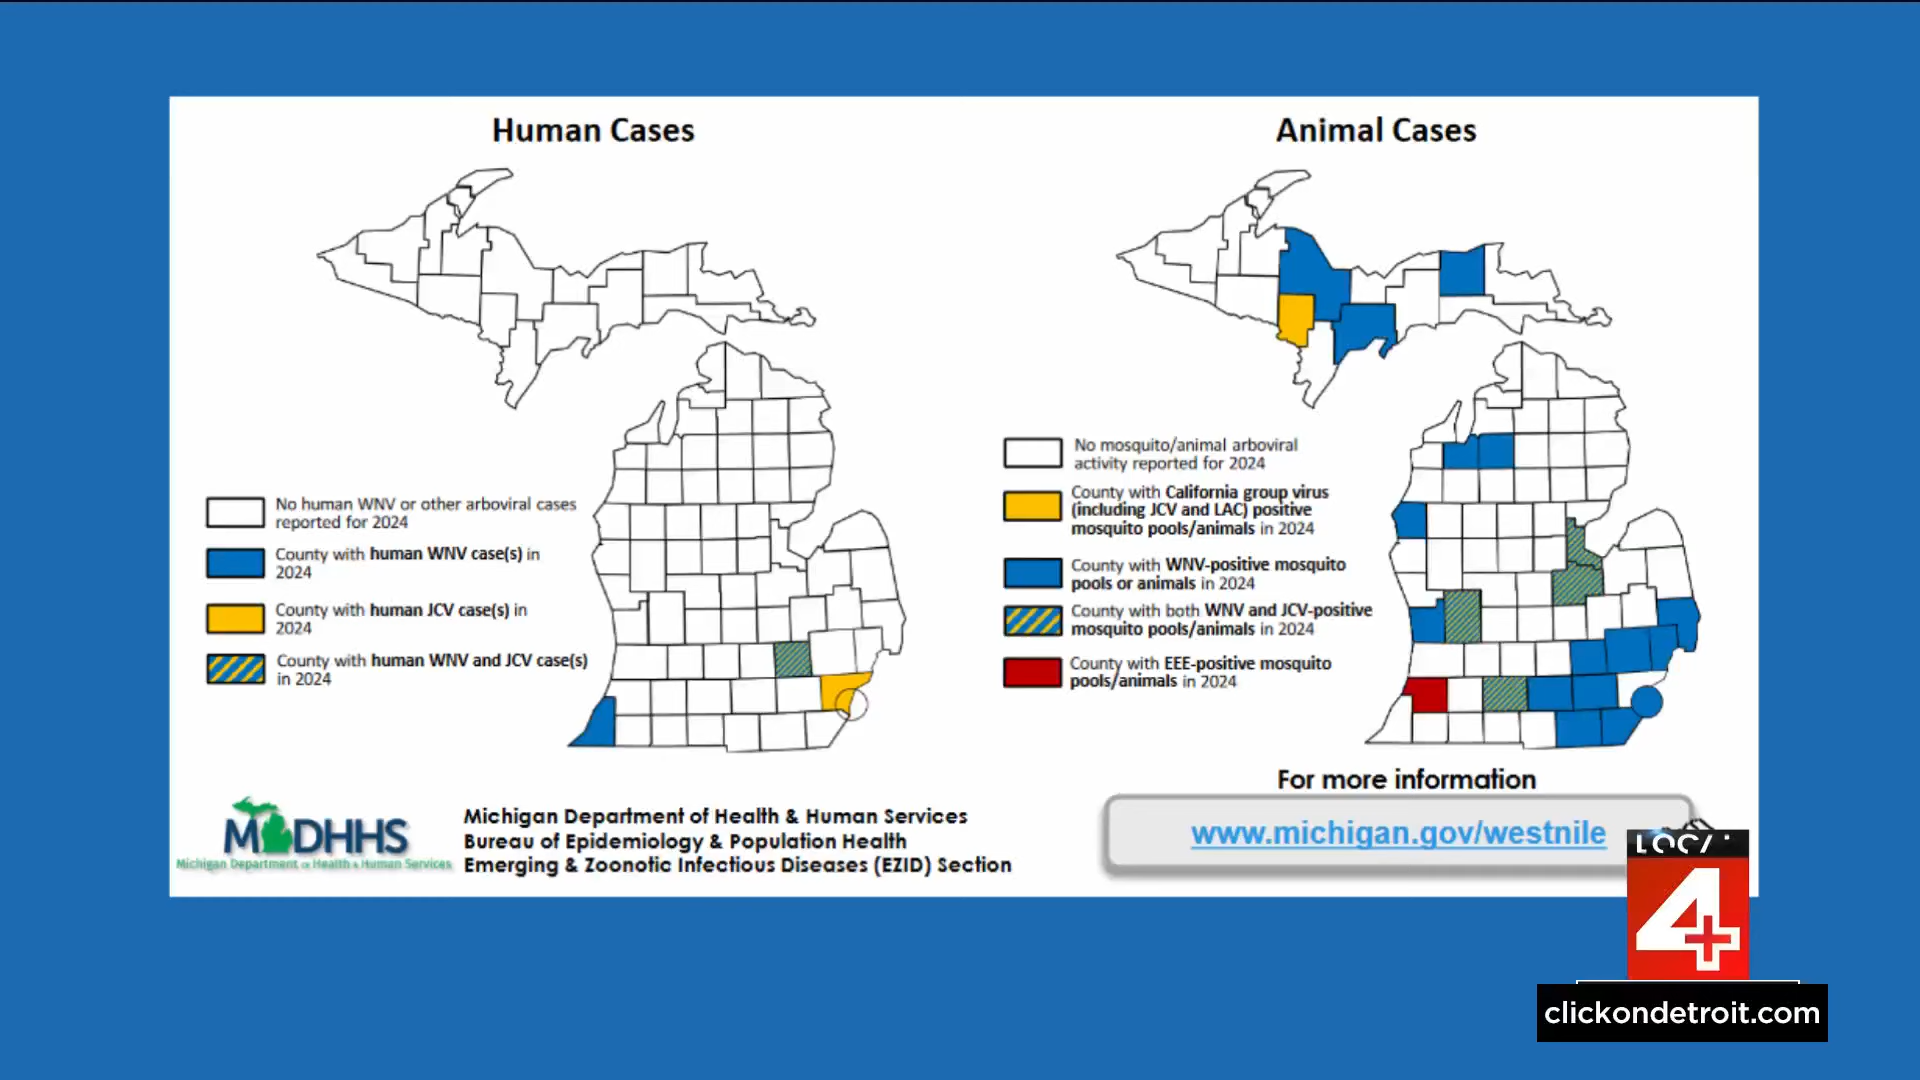 Human Cases
No human WNV or other arboviral cases
reported for 2024
County with human WNV case(s) in
2024
County with human JCV case(s) in
2024
County with human WNV and JCV case(s)
in 2024
Animal Cases
No mosquito/animal arboviral
activity reported for 2024
County with California group virus
(including JCV and LAC) positive
mosquito pools/animals in 2024
County with WNV-positive mosquito
pools or animals in 2024
County with both WNV and JCV-positive
mosquito pools/animals in 2024
County with EEE-positive mosquito
pools/animals in 2024
MDHHS
Michigan Department of Health & Human Services
Michigan Department of Health & Human Services
Bureau of Epidemiology & Population Health
Emerging & Zoonotic Infectious Diseases (EZID) Section
For more information
www.michigan.gov/westnile
4+
clickondetroit.com